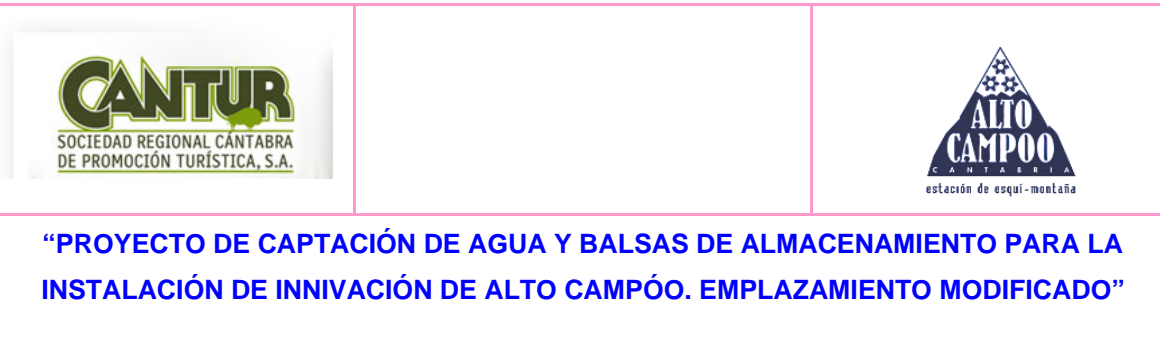 CANTUR
SOCIEDAD REGIONAL CÁNTABRA
DE PROMOCIÓN TURÍSTICA, S.A.
ALTO
CAMPOO
CANTABRIA
estación de esquí-montaña
“PROYECTO DE CAPTACIÓN DE AGUA Y BALSAS DE ALMACENAMIENTO PARA LA
INSTALACIÓN DE INNIVACIÓN DE ALTO CAMPÓO. EMPLAZAMIENTO MODIFICADO”